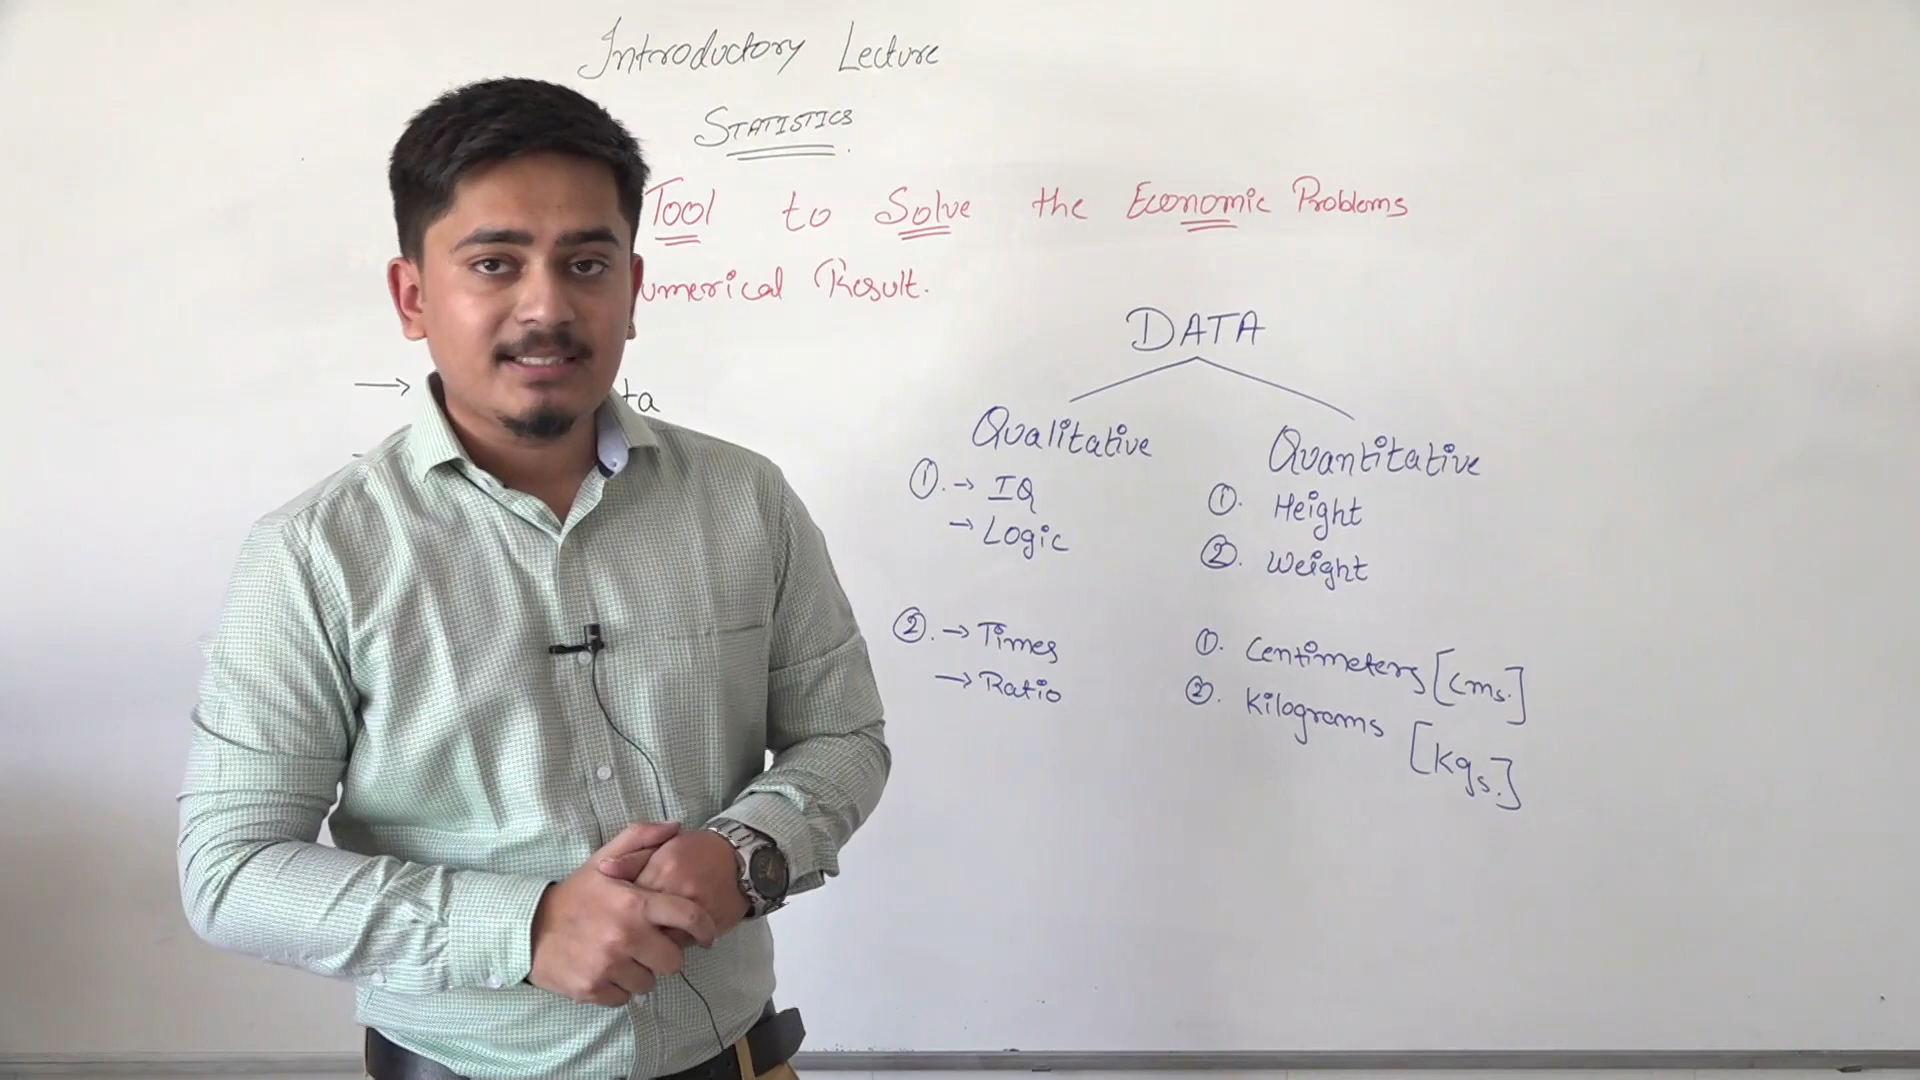 Introductory Lecture
STATISTICS
Tool to Solve the Economic Problems
Result.
DATA
→
Qualitative
Quantitative
①. → IQ
→ Logic
①. Height
②. Weight
②. → Times
→ Ratio
①. Centimeters [cms.]
②. Kilograms [kgs.]